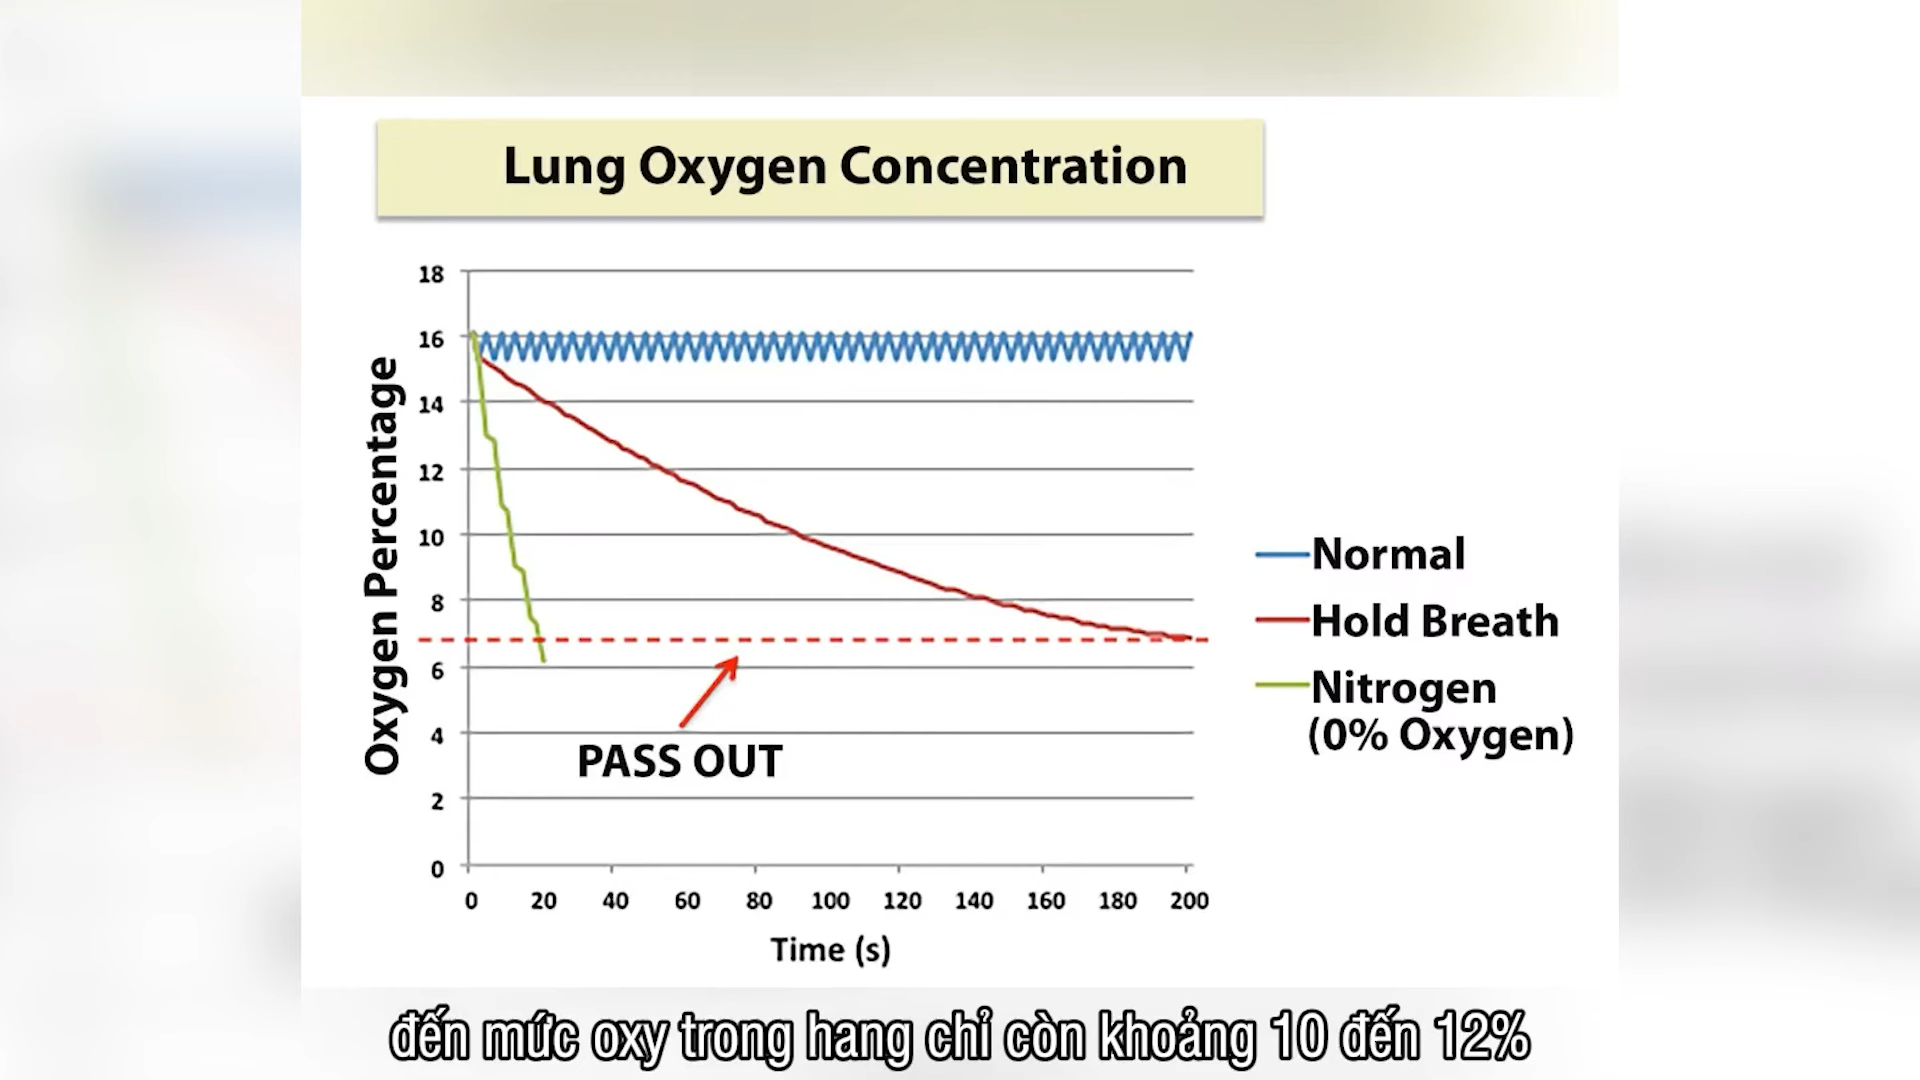 Lung Oxygen Concentration
18
16
14
12
10
8
6
4
2
0
Oxygen Percentage
PASS OUT
0 20 40 60 80 100 120 140 160 180 200
Time (s)
Normal
Hold Breath
Nitrogen
(0% Oxygen)
đến mức oxy trong hang chỉ còn khoảng 10 đến 12%